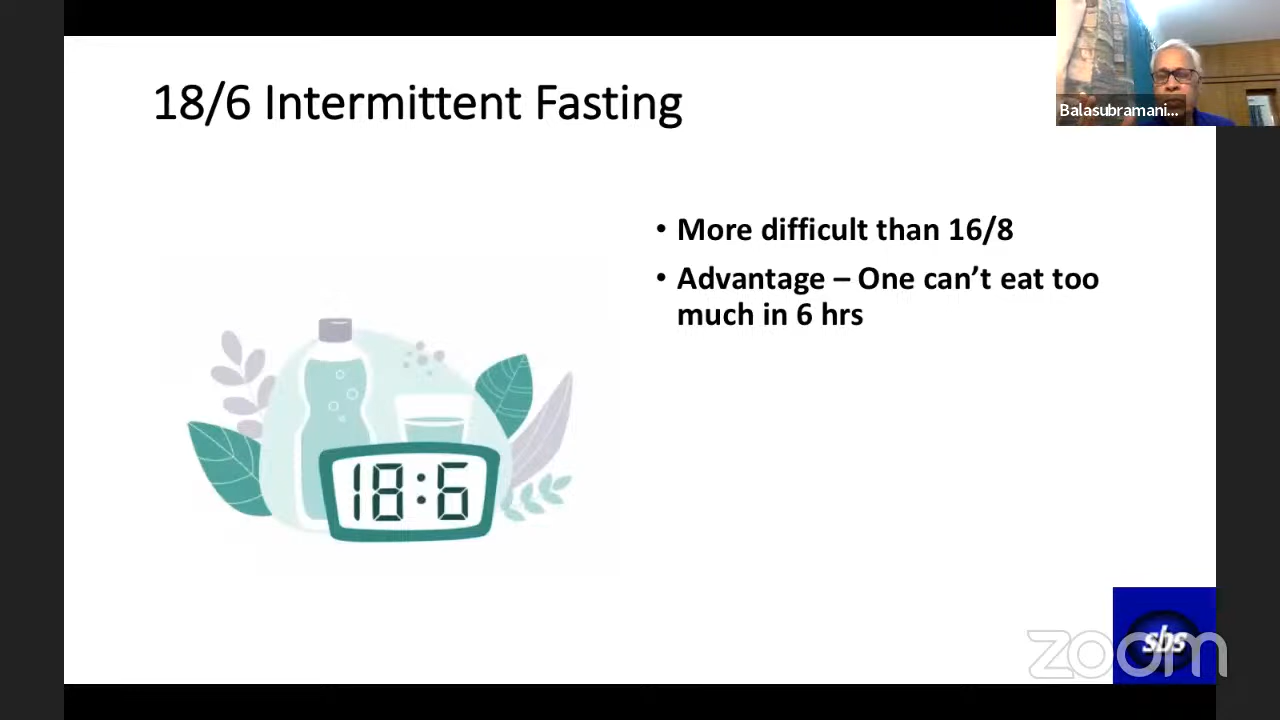 18/6 Intermittent Fasting
Balasubramani...
• More difficult than 16/8
• Advantage – One can’t eat too
much in 6 hrs
18:6
sbs
zoom